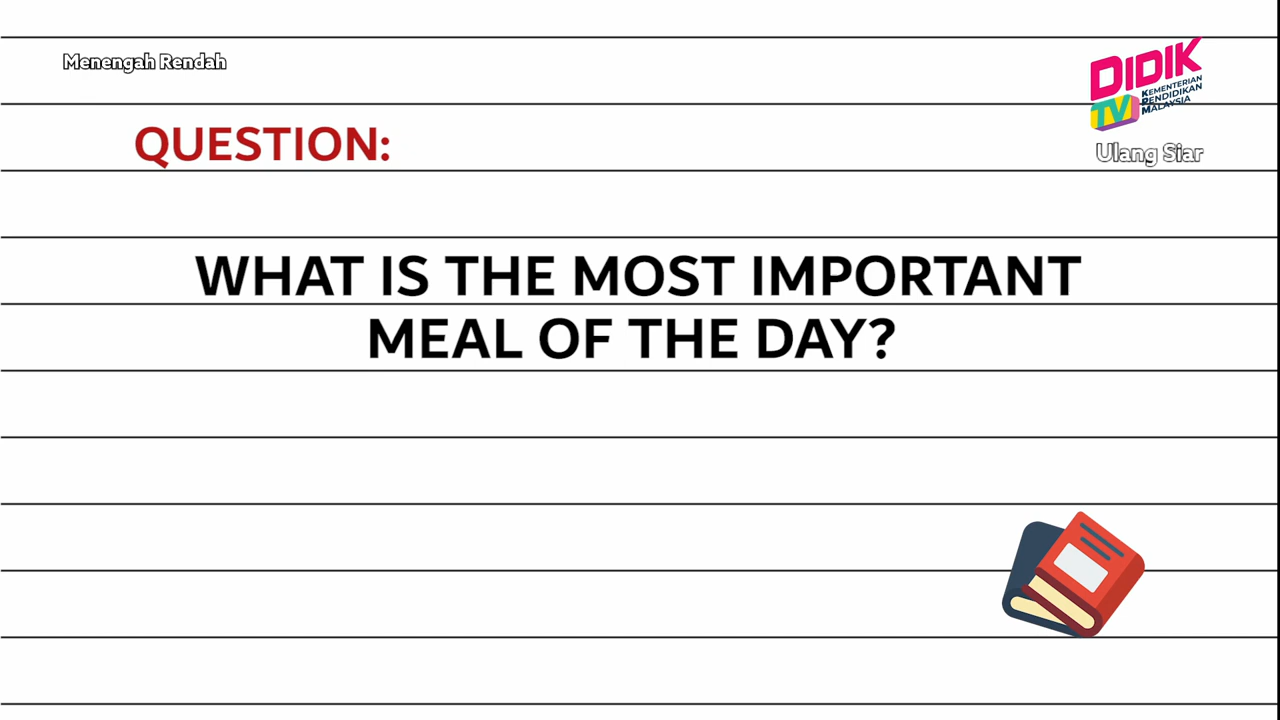 Menengah Rendah
DIDIK
TV
KEMENTERIAN
PENDIDIKAN
MALAYSIA
Ulang Siar
QUESTION:
WHAT IS THE MOST IMPORTANT
MEAL OF THE DAY?